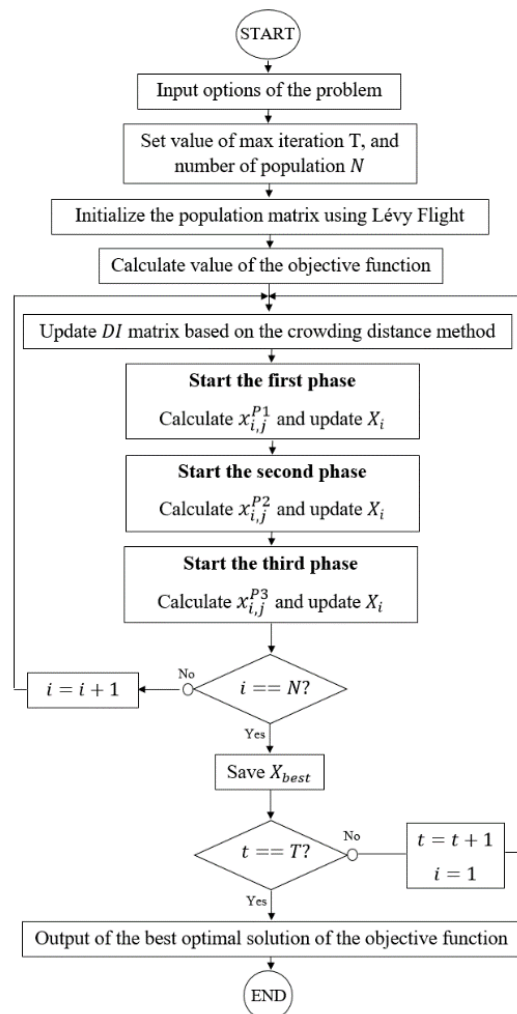 START
Input options of the problem
Set value of max iteration T, and
number of population N
Initialize the population matrix using Lévy Flight
Calculate value of the objective function
Update DI matrix based on the crowding distance method
Start the first phase
Calculate x_{i,j}^{P1} and update X_i
Start the second phase
Calculate x_{i,j}^{P2} and update X_i
Start the third phase
Calculate x_{i,j}^{P3} and update X_i
No
i = i + 1
i == N?
Yes
Save X_{best}
t == T?
No
t = t + 1
i = 1
Yes
Output of the best optimal solution of the objective function
END